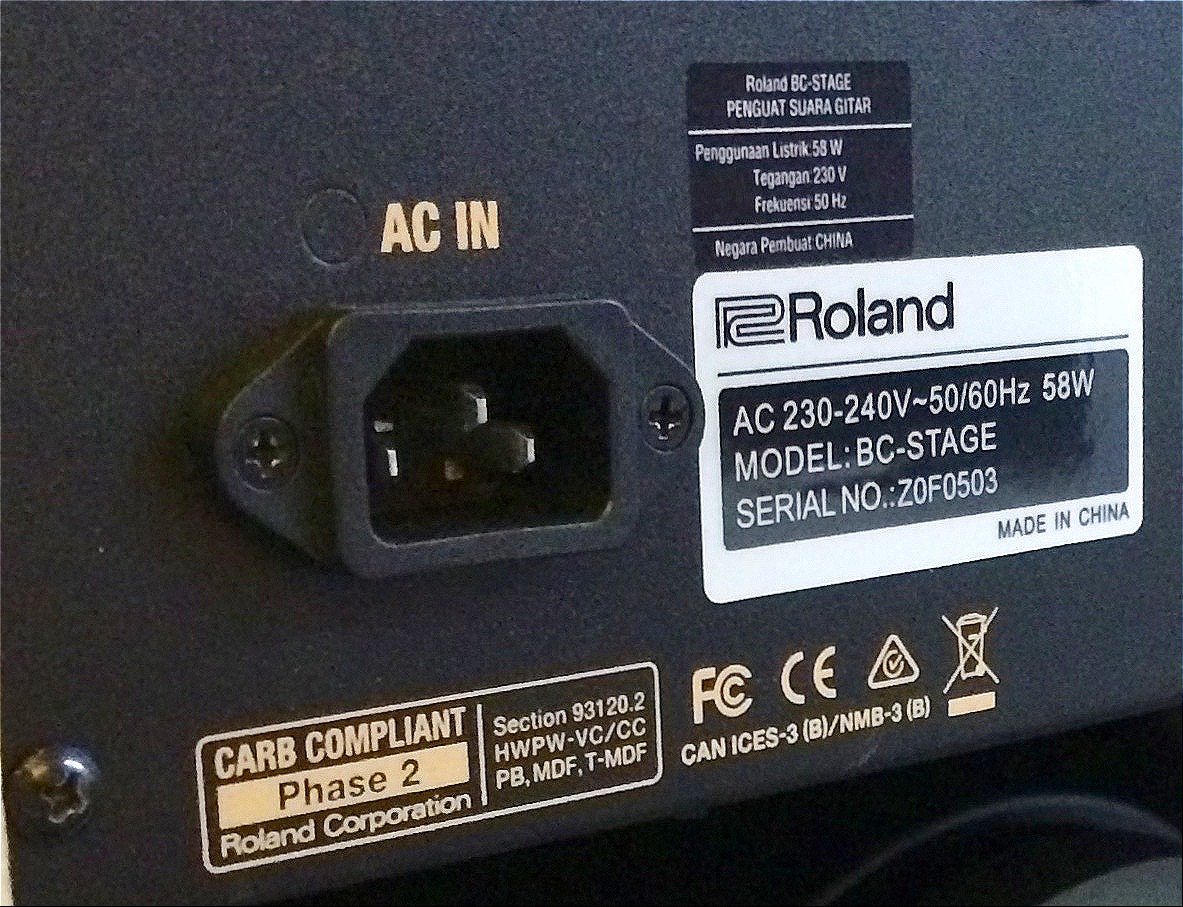 AC IN
Roland BC-STAGE
PENGUAT SUARA GITAR
Penggunaan Listrik:58 W
Tegangan:230 V
Frekuensi:50 Hz
Negara Pembuat:CHINA
Roland
AC 230-240V~50/60Hz 58W
MODEL: BC-STAGE
SERIAL NO.:Z0F0503
MADE IN CHINA
CARB COMPLIANT
Phase 2
Roland Corporation
Section 93120.2
HWPW-VC/CC
PB, MDF, T-MDF
FC CE
CAN ICES-3 (B)/NMB-3 (B)